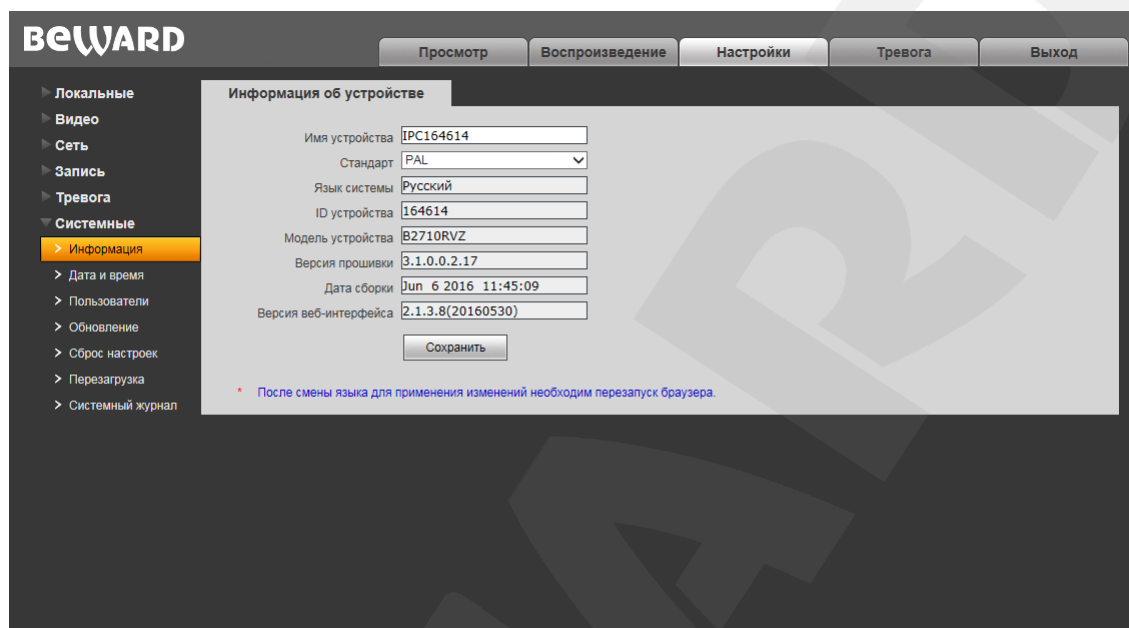 BEWARD
Просмотр Воспроизведение Настройки Тревога Выход
Локальные
Видео
Сеть
Запись
Тревога
Системные
Информация
Дата и время
Пользователи
Обновление
Сброс настроек
Перезагрузка
Системный журнал
Информация об устройстве
Имя устройства IPC164614
Стандарт PAL
Язык системы Русский
ID устройства 164614
Модель устройства B2710RVZ
Версия прошивки 3.1.0.0.2.17
Дата сборки Jun 6 2016 11:45:09
Версия веб-интерфейса 2.1.3.8(20160530)
Сохранить
* После смены языка для применения изменений необходим перезапуск браузера.